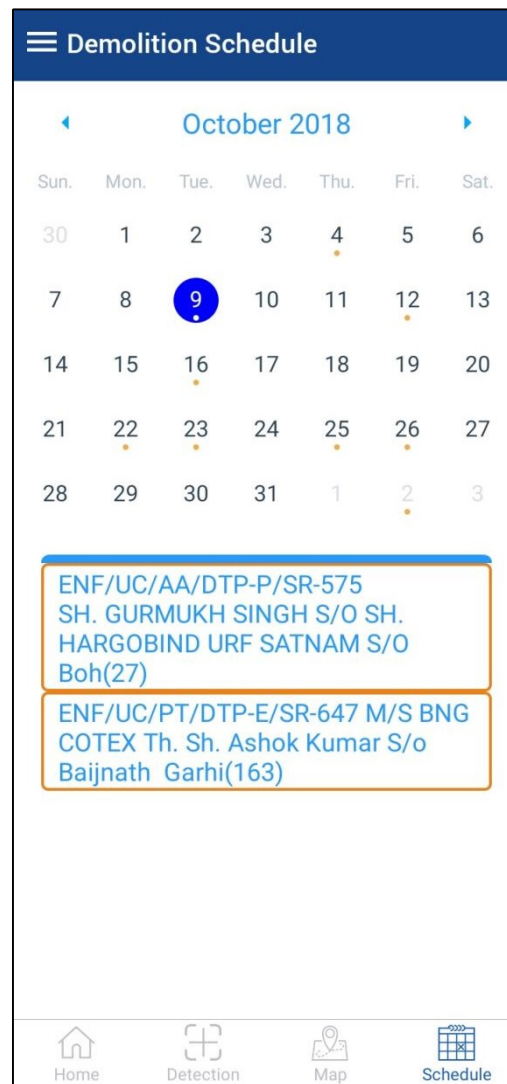 Demolition Schedule
October 2018
Sun. Mon. Tue. Wed. Thu. Fri. Sat.
30 1 2 3 4 5 6
7 8 9 10 11 12 13
14 15 16 17 18 19 20
21 22 23 24 25 26 27
28 29 30 31 1 2 3
ENF/UC/AA/DTP-P/SR-575
SH. GURMUKH SINGH S/O SH.
HARGOBIND URF SATNAM S/O
Boh(27)
ENF/UC/PT/DTP-E/SR-647 M/S BNG
COTEX Th. Sh. Ashok Kumar S/o
Baijnath Garhi(163)
Home Detection Map Schedule